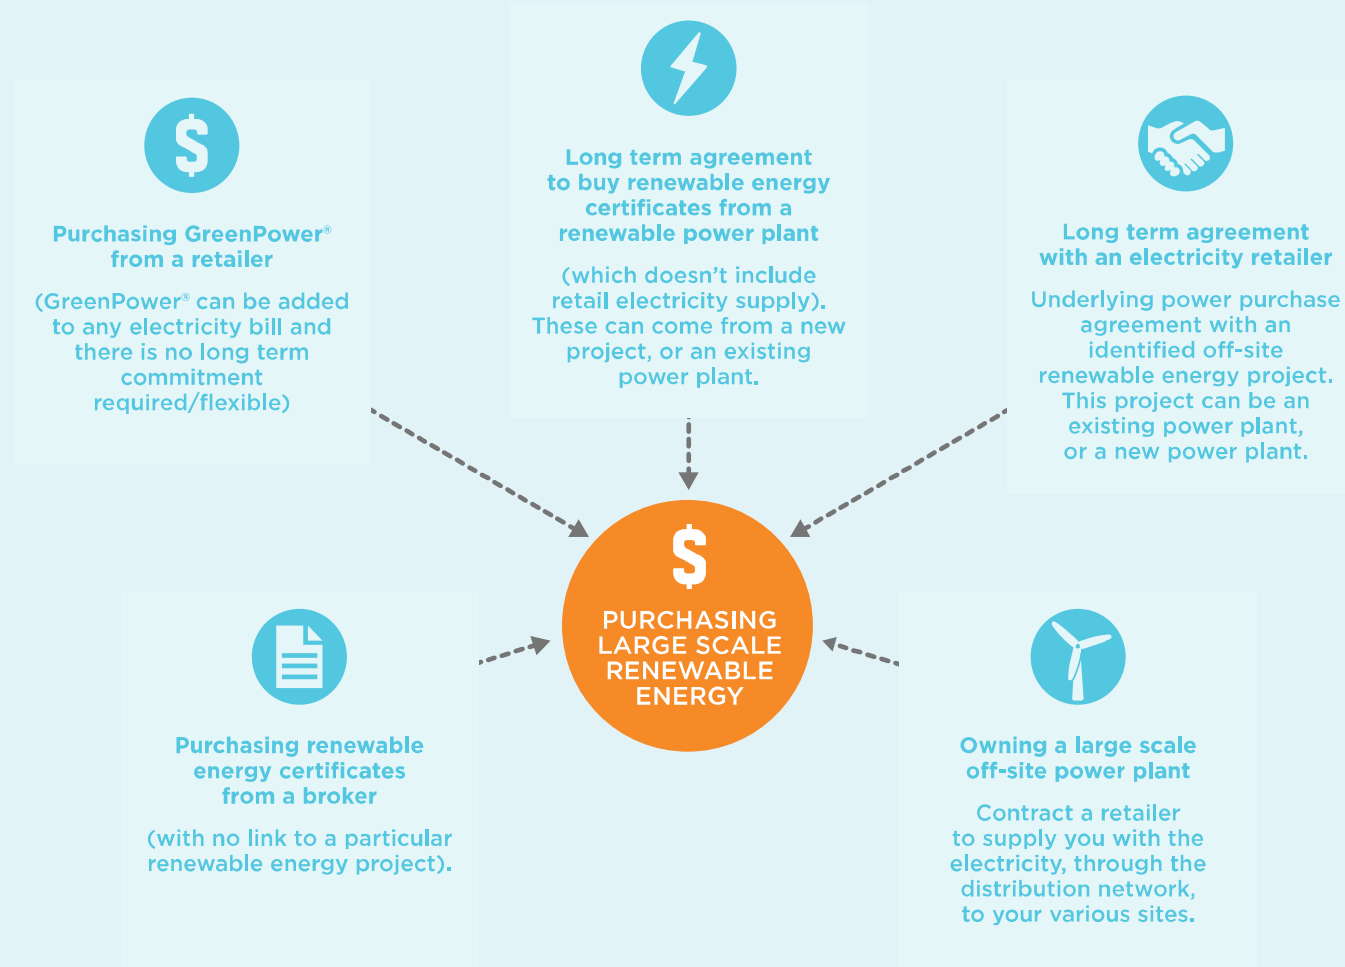 Purchasing GreenPower®
from a retailer
(GreenPower® can be added
to any electricity bill and
there is no long term
commitment
required/flexible)
Long term agreement
to buy renewable energy
certificates from a
renewable power plant
(which doesn't include
retail electricity supply).
These can come from a new
project, or an existing
power plant.
Long term agreement
with an electricity retailer
Underlying power purchase
agreement with an
identified off-site
renewable energy project.
This project can be an
existing power plant,
or a new power plant.
$
PURCHASING
LARGE SCALE
RENEWABLE
ENERGY
Purchasing renewable
energy certificates
from a broker
(with no link to a particular
renewable energy project).
Owning a large scale
off-site power plant
Contract a retailer
to supply you with the
electricity, through the
distribution network,
to your various sites.